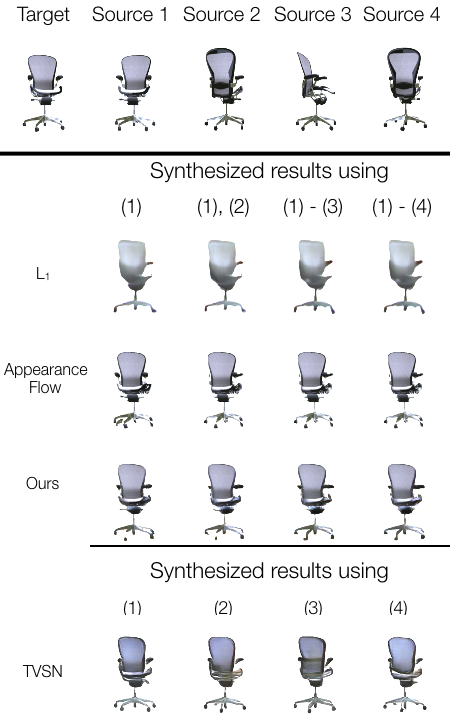 Target Source 1 Source 2 Source 3 Source 4
Synthesized results using
(1) (1), (2) (1) - (3) (1) - (4)
L₁
Appearance
Flow
Ours
Synthesized results using
(1) (2) (3) (4)
TVSN